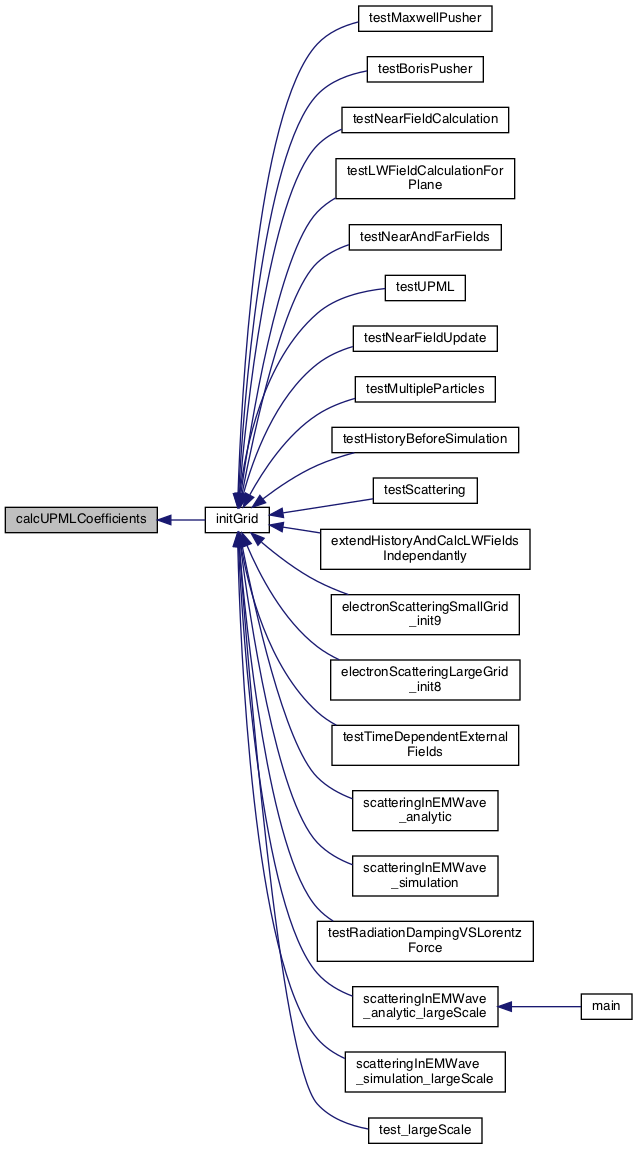 testMaxwellPusher
testBorisPusher
testNearFieldCalculation
testLWFieldCalculationFor
Plane
testNearAndFarFields
testUPML
testNearFieldUpdate
testMultipleParticles
testHistoryBeforeSimulation
testScattering
calcUPMLCoefficients
initGrid
extendHistoryAndCalcLWFields
Independantly
electronScatteringSmallGrid
_init9
electronScatteringLargeGrid
_init8
testTimeDependentExternal
Fields
scatteringInEMWave
_analytic
scatteringInEMWave
_simulation
testRadiationDampingVSLorentz
Force
scatteringInEMWave
_analytic_largeScale
main
scatteringInEMWave
_simulation_largeScale
test_largeScale